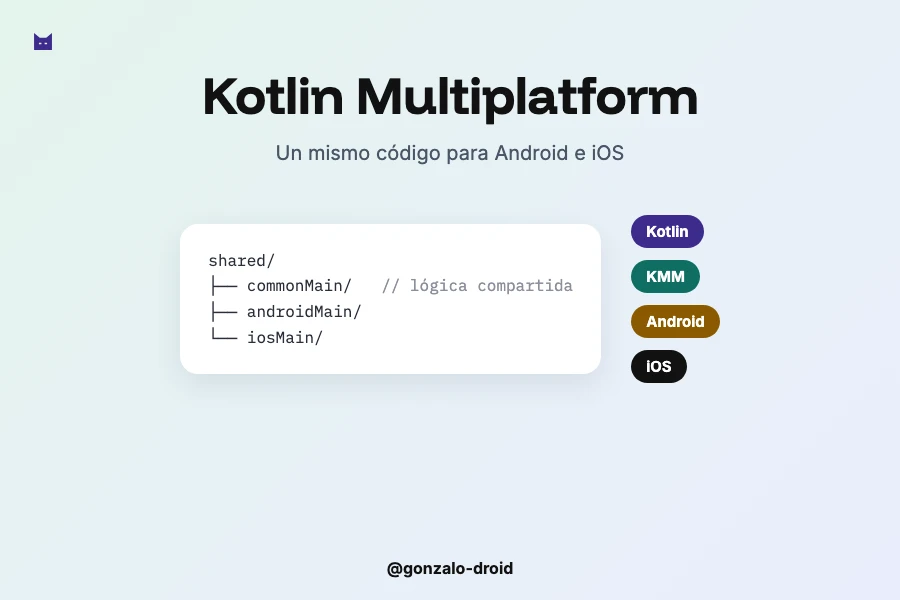 Kotlin Multiplatform
Un mismo código para Android e iOS
shared/
├── commonMain/   // lógica compartida
├── androidMain/
└── iosMain/
Kotlin
KMM
Android
iOS
@gonzalo-droid